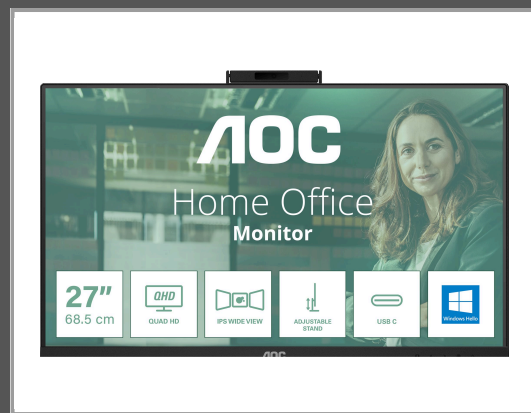 AOC
Home Office
Monitor
27"
68.5 cm
QHD
QUAD HD
IPS WIDE VIEW
ADJUSTABLE
STAND
USB C
Windows Hello
AOC